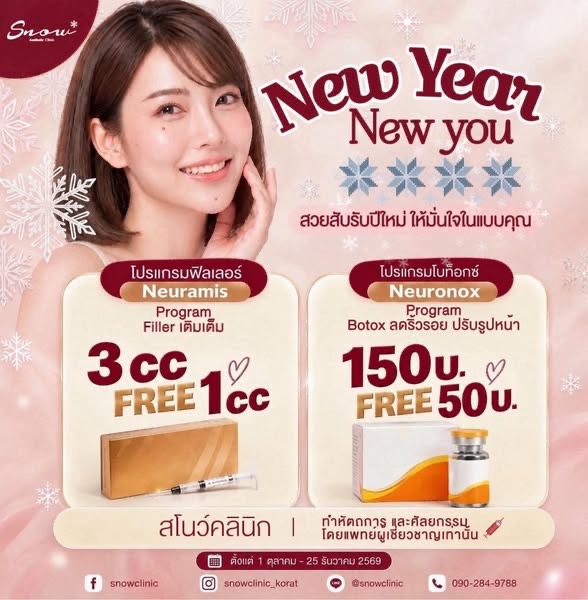 Snow*
Aesthetic Clinic
New Year
New you
สวยสับรับปีใหม่ ให้มั่นใจในแบบคุณ
โปรแกรมฟิลเลอร์
Neuramis
Program
Filler เติมเต็ม
3 cc
FREE 1 cc
โปรแกรมโบท็อกซ์
Neuronox
Program
Botox ลดริ้วรอย ปรับรูปหน้า
150 U.
FREE 50 U.
สโนว์คลินิก | ทำหัตถการ และศัลยกรรม
โดยแพทย์ผู้เชี่ยวชาญเท่านั้น
ตั้งแต่ 1 ตุลาคม - 25 ธันวาคม 2569
snowclinic
snowclinic_korat
@snowclinic
090-284-9788